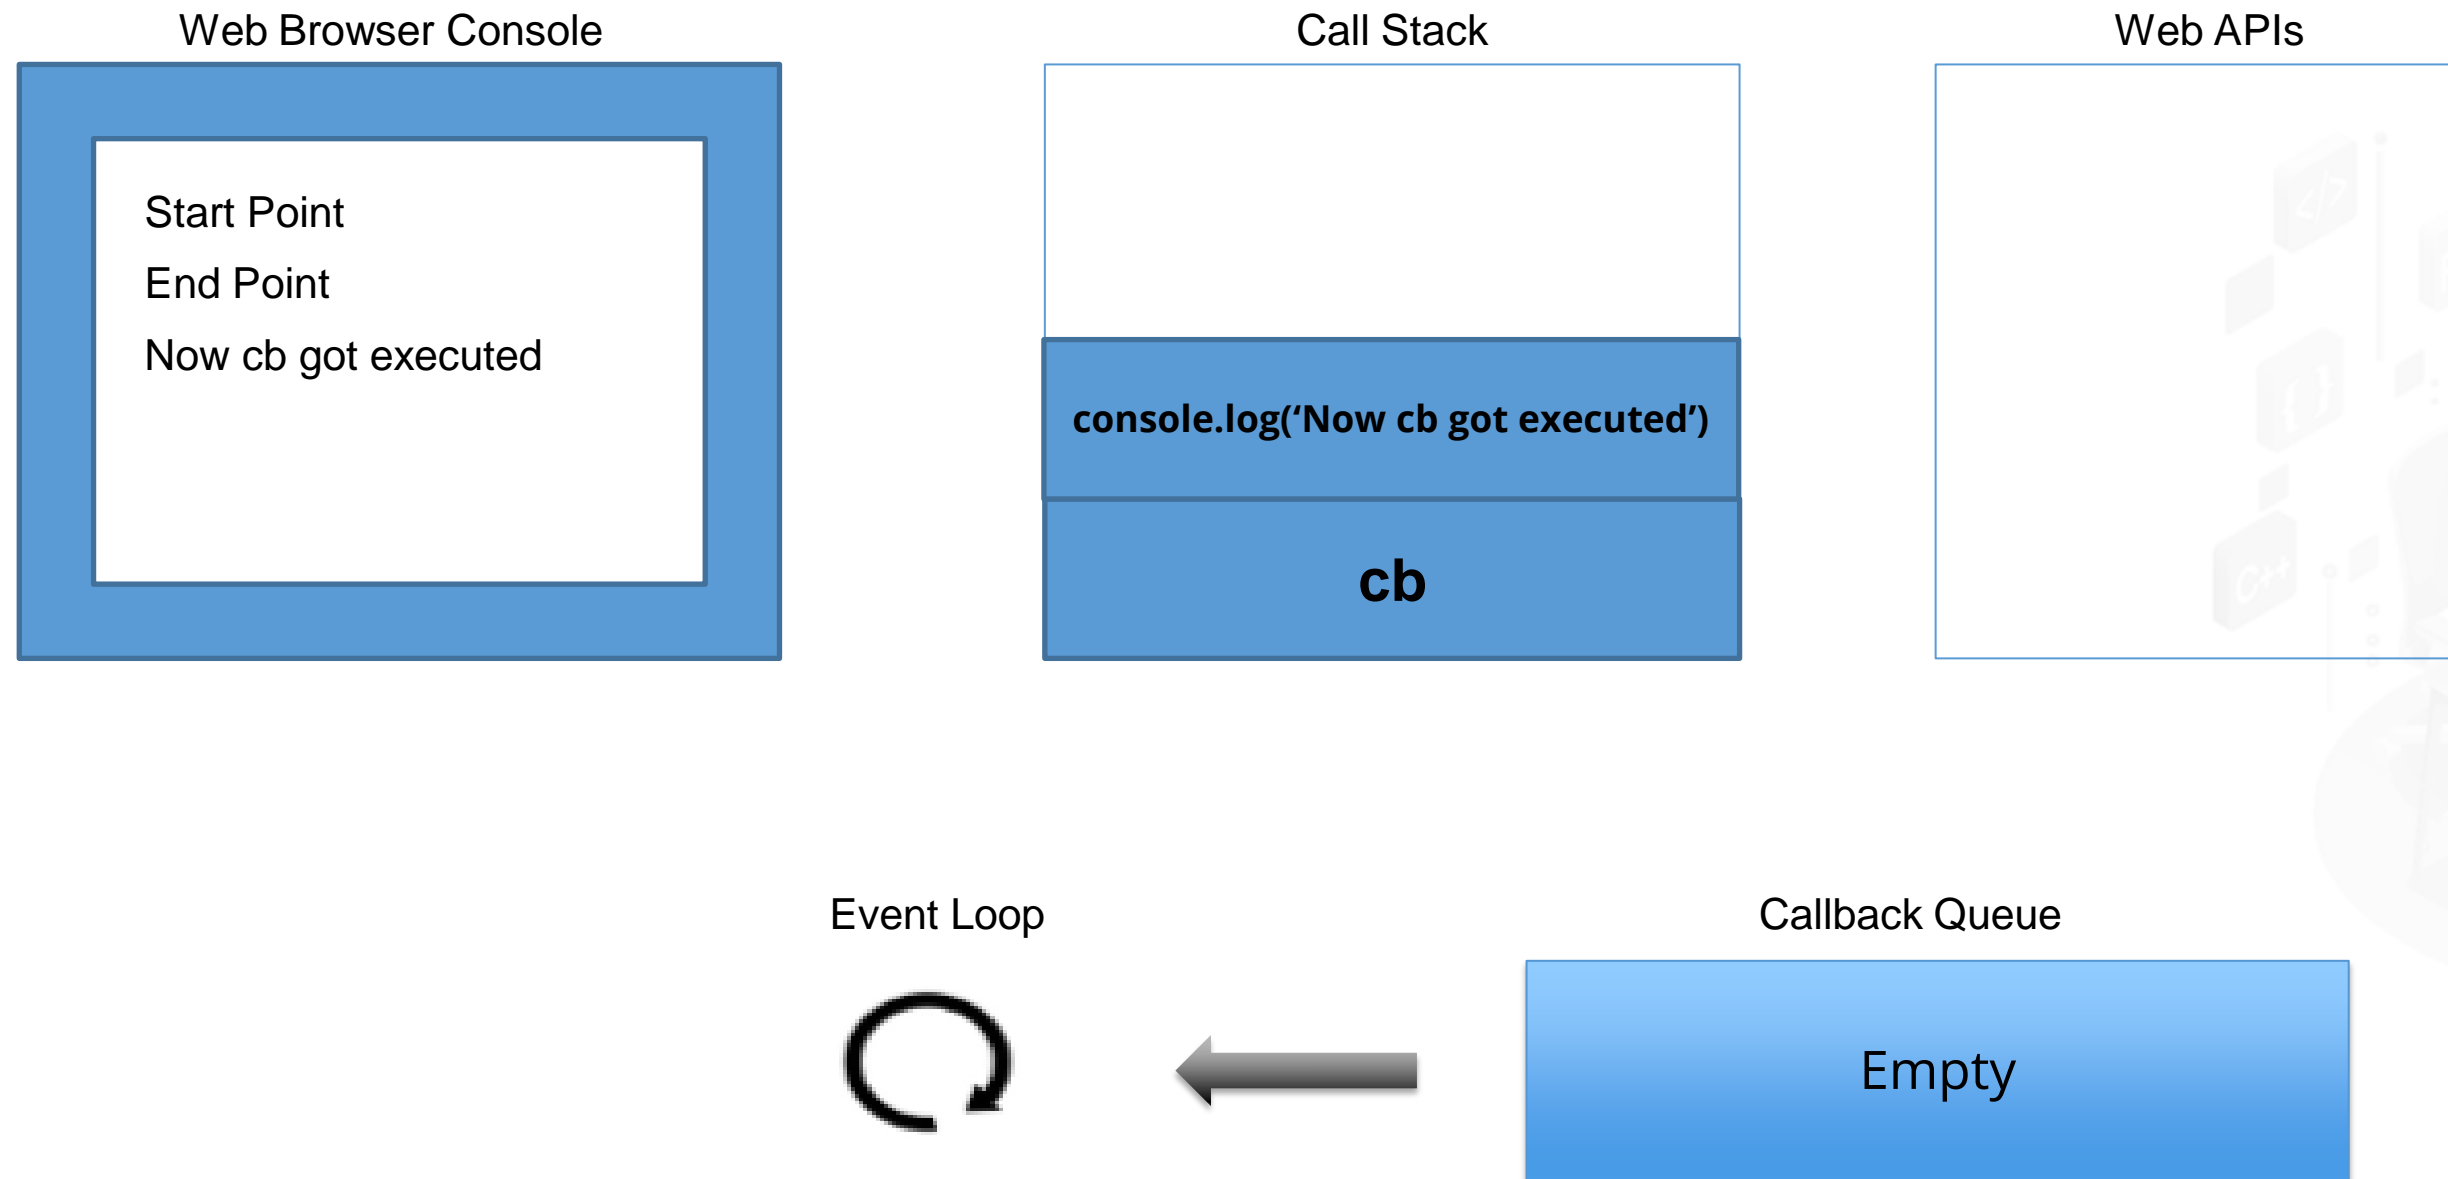 Web Browser Console
Call Stack
Web APIs
Start Point
End Point
Now cb got executed
console.log(‘Now cb got executed’)
cb
Event Loop
Callback Queue
Empty